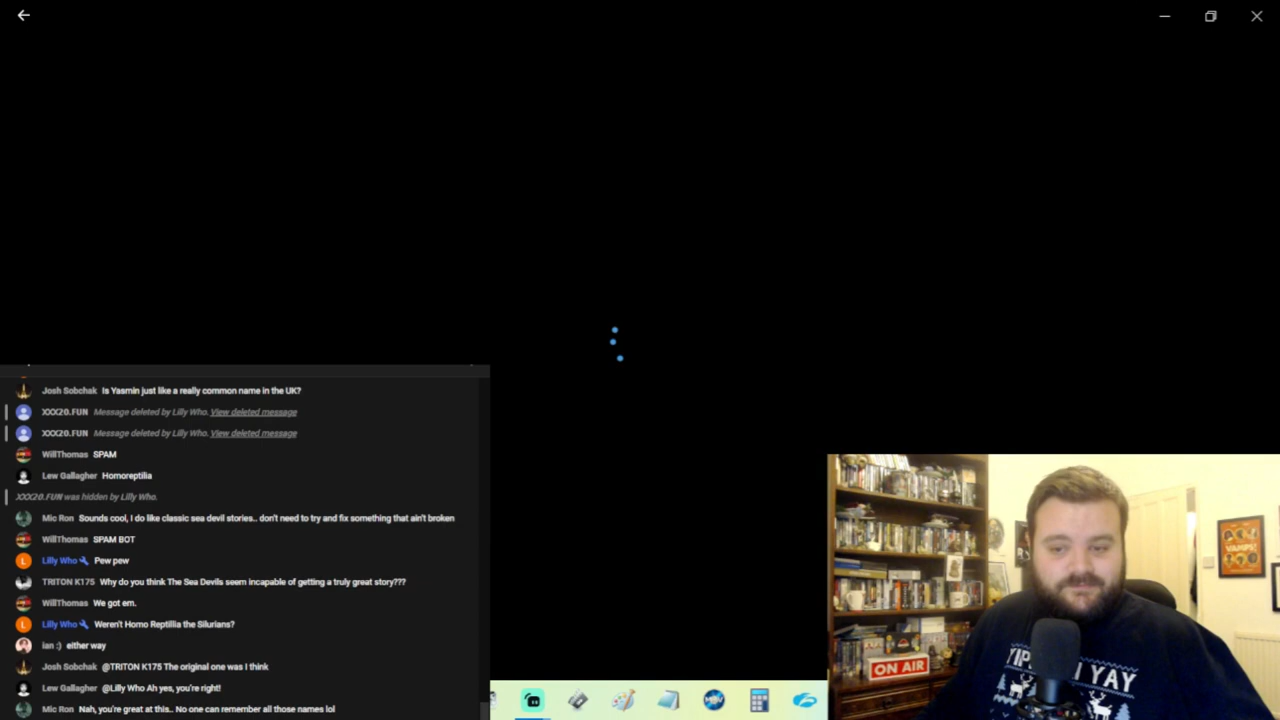 Josh Sobchak Is Yasmin just like a really common name in the UK?
XXX20.FUN Message deleted by Lilly Who. View deleted message
XXX20.FUN Message deleted by Lilly Who. View deleted message
WillThomas SPAM
Lew Gallagher Homoreptilia
XXX20.FUN was hidden by Lilly Who.
Mic Ron Sounds cool, I do like classic sea devil stories.. don't need to try and fix something that ain't broken
WillThomas SPAM BOT
Lilly Who Pew pew
TRITON K175 Why do you think The Sea Devils seem incapable of getting a truly great story???
WillThomas We got em.
Lilly Who Weren't Homo Reptillia the Silurians?
ian :) either way
Josh Sobchak @TRITON K175 The original one was I think
Lew Gallagher @Lilly Who Ah yes, you're right!
Mic Ron Nah, you're great at this.. No one can remember all those names lol
L
L
VAMPS!
ON AIR
YAY